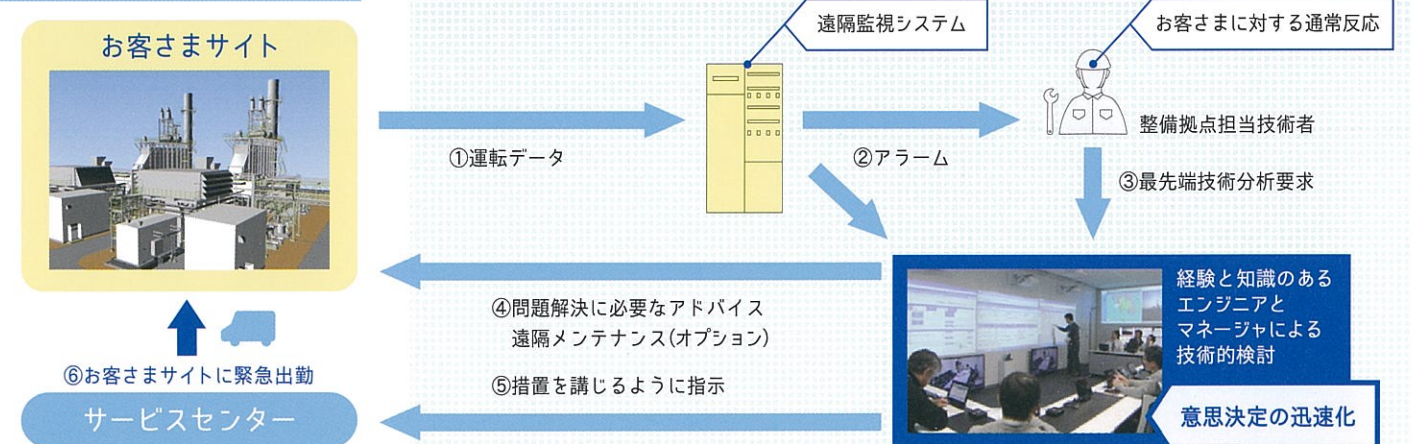 お客さまサイト
遠隔監視システム
お客さまに対する通常反応
整備拠点担当技術者
①運転データ
②アラーム
③最先端技術分析要求
④問題解決に必要なアドバイス
遠隔メンテナンス(オプション)
⑤措置を講じるように指示
経験と知識のある
エンジニアと
マネージャによる
技術的検討
意思決定の迅速化
⑥お客さまサイトに緊急出勤
サービスセンター